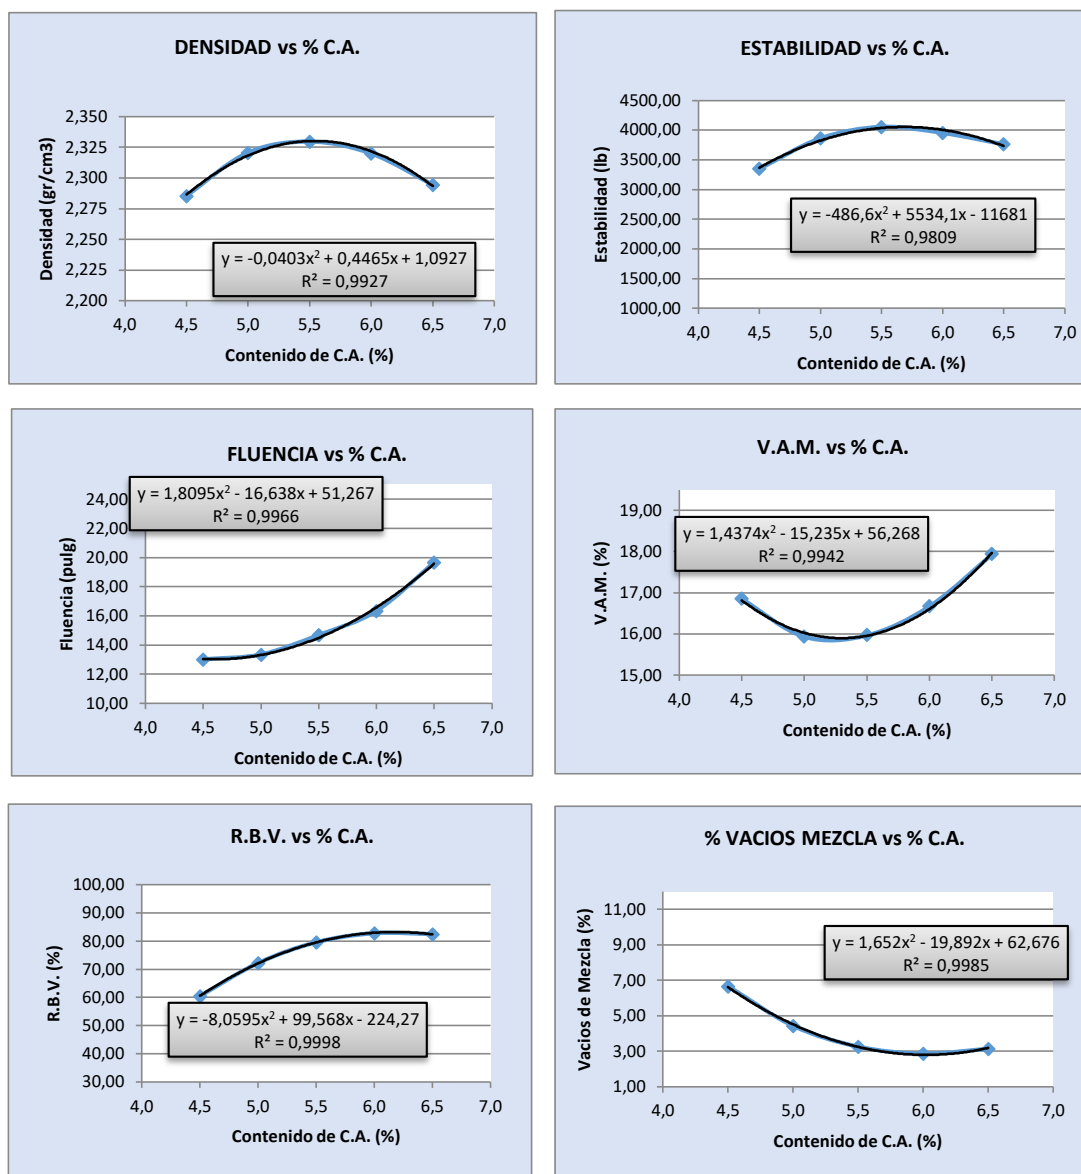 DENSIDAD vs % C.A.
Densidad (gr/cm3)
2,350
2,325
2,300
2,275
2,250
2,225
2,200
y = -0,0403x² + 0,4465x + 1,0927
R² = 0,9927
4,0 4,5 5,0 5,5 6,0 6,5 7,0
Contenido de C.A. (%)
ESTABILIDAD vs % C.A.
Estabilidad (lb)
4500,00
4000,00
3500,00
3000,00
2500,00
2000,00
1500,00
1000,00
y = -486,6x² + 5534,1x - 11681
R² = 0,9809
4,0 4,5 5,0 5,5 6,0 6,5 7,0
Contenido de C.A. (%)
FLUENCIA vs % C.A.
y = 1,8095x² - 16,638x + 51,267
R² = 0,9966
Fluencia (pulg)
24,00
22,00
20,00
18,00
16,00
14,00
12,00
10,00
4,0 4,5 5,0 5,5 6,0 6,5 7,0
Contenido de C.A. (%)
V.A.M. vs % C.A.
y = 1,4374x² - 15,235x + 56,268
R² = 0,9942
V.A.M. (%)
19,00
18,00
17,00
16,00
15,00
4,0 4,5 5,0 5,5 6,0 6,5 7,0
Contenido de C.A. (%)
R.B.V. vs % C.A.
R.B.V. (%)
100,00
90,00
80,00
70,00
60,00
50,00
40,00
30,00
y = -8,0595x² + 99,568x - 224,27
R² = 0,9998
4,0 4,5 5,0 5,5 6,0 6,5 7,0
Contenido de C.A. (%)
% VACIOS MEZCLA vs % C.A.
Vacios de Mezcla (%)
11,00
9,00
7,00
5,00
3,00
1,00
y = 1,652x² - 19,892x + 62,676
R² = 0,9985
4,0 4,5 5,0 5,5 6,0 6,5 7,0
Contenido de C.A. (%)